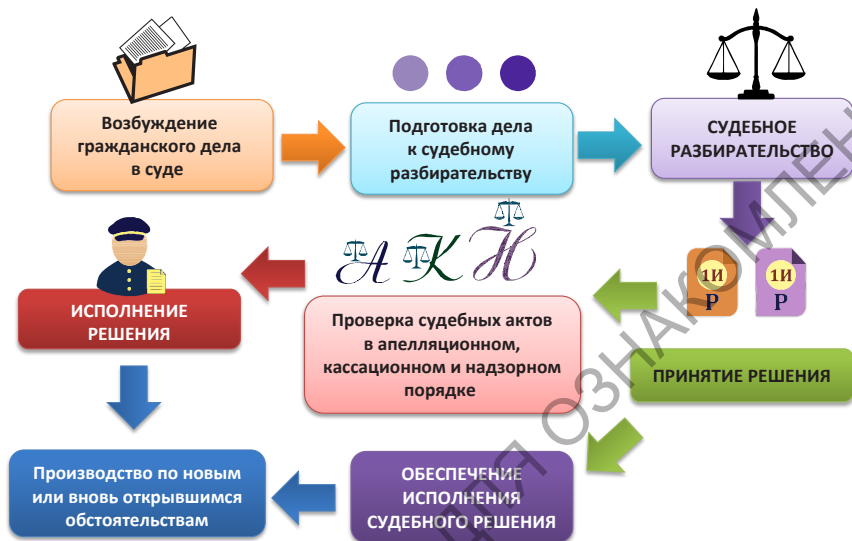 Возбуждение
гражданского дела
в суде
Подготовка дела
к судебному
разбирательству
СУДЕБНОЕ
РАЗБИРАТЕЛЬСТВО
А К Н
1И
Р
1И
Р
ИСПОЛНЕНИЕ
РЕШЕНИЯ
Проверка судебных актов
в апелляционном,
кассационном и надзорном
порядке
ПРИНЯТИЕ РЕШЕНИЯ
Производство по новым
или вновь открывшимся
обстоятельствам
ОБЕСПЕЧЕНИЕ
ИСПОЛНЕНИЯ
СУДЕБНОГО РЕШЕНИЯ
ДЛЯ